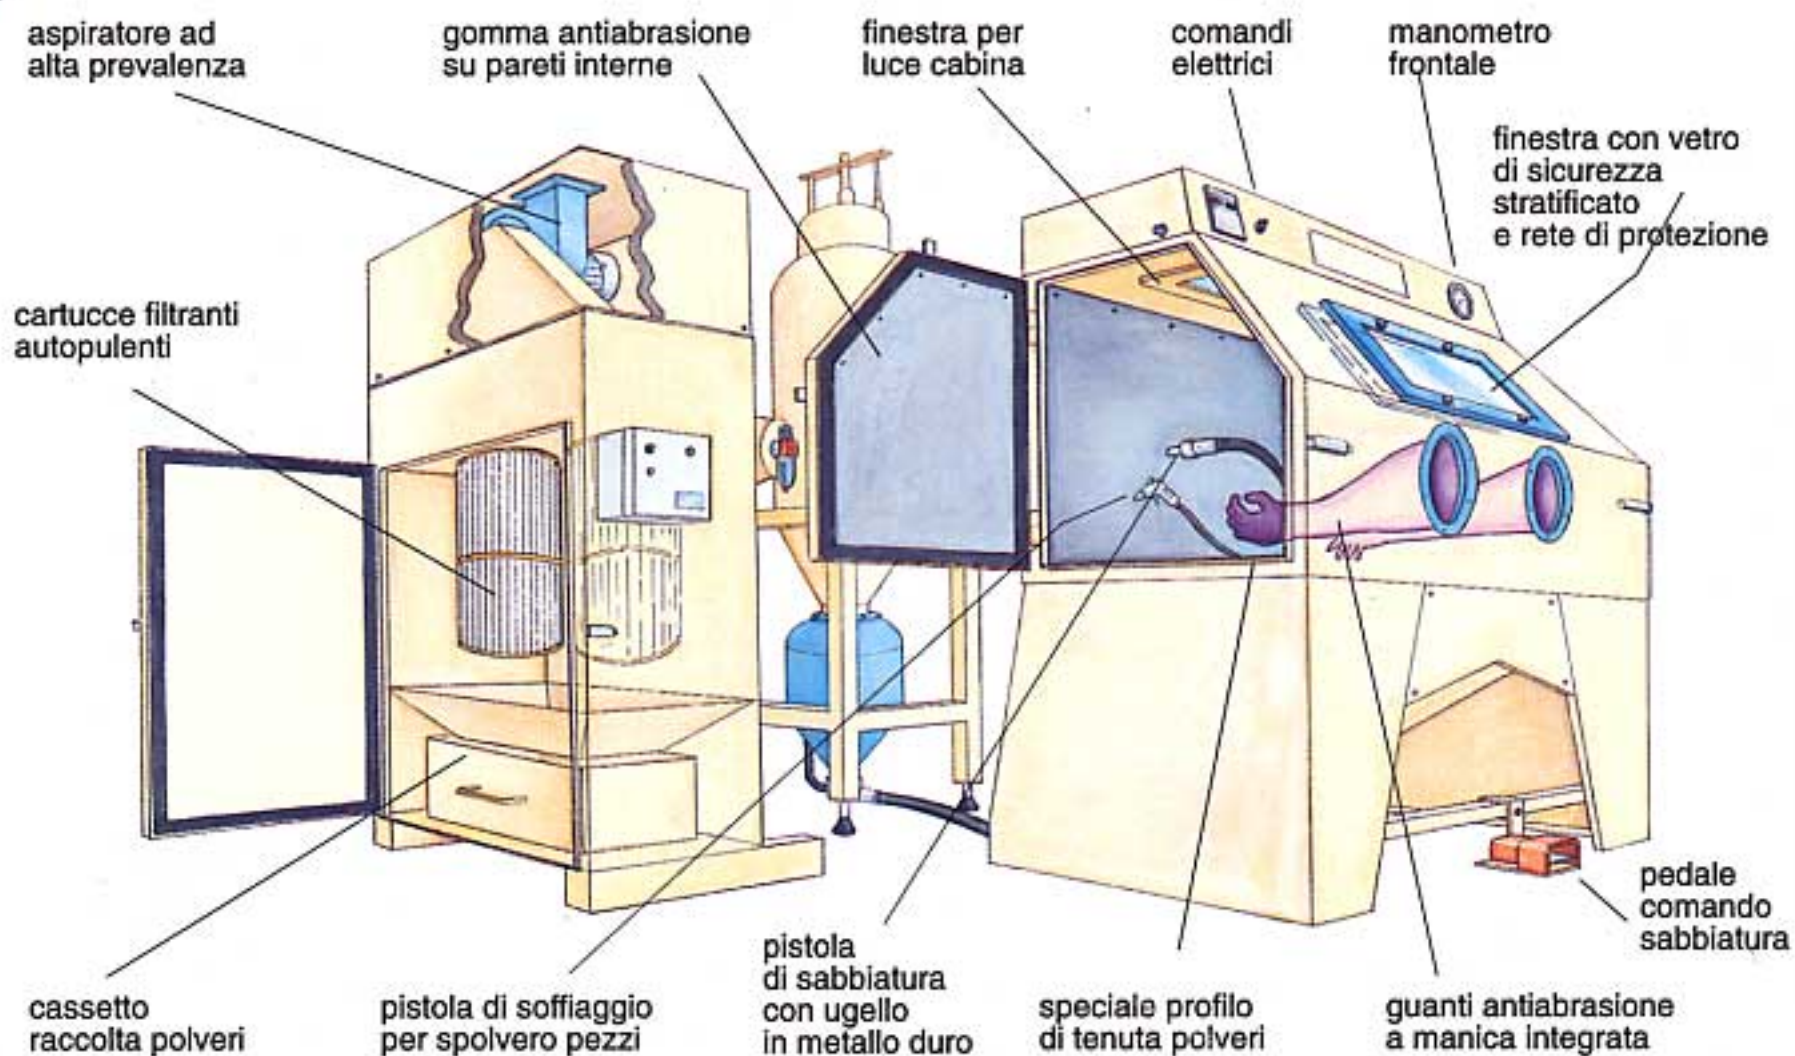 aspiratore ad
alta prevalenza
gomma antiabrasione
su pareti interne
finestra per
luce cabina
comandi
elettrici
manometro
frontale
finestra con vetro
di sicurezza
stratificato
e rete di protezione
cartucce filtranti
autopulenti
pedale
comando
sabbiatura
cassetto
raccolta polveri
pistola di soffiaggio
per spolvero pezzi
pistola
di sabbiatura
con ugello
in metallo duro
speciale profilo
di tenuta polveri
guanti antiabrasione
a manica integrata